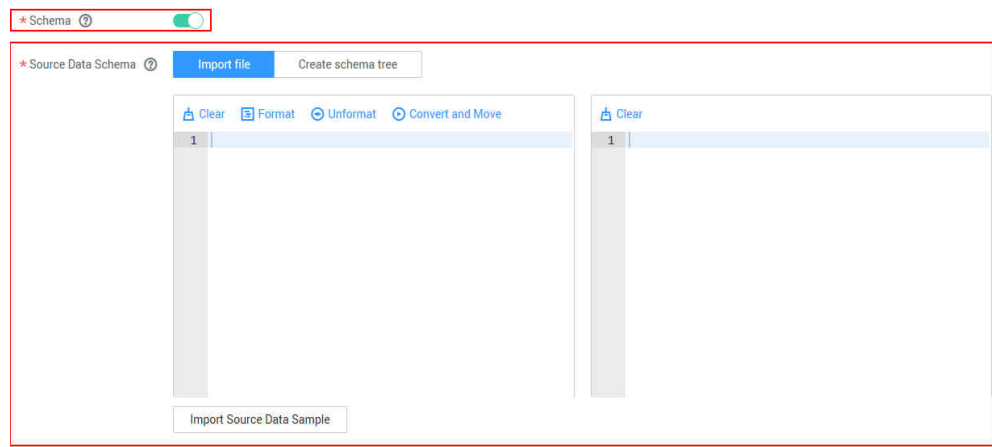 * Schema ?
* Source Data Schema ? Import file Create schema tree
Clear Format Unformat Convert and Move Clear
1 1
Import Source Data Sample